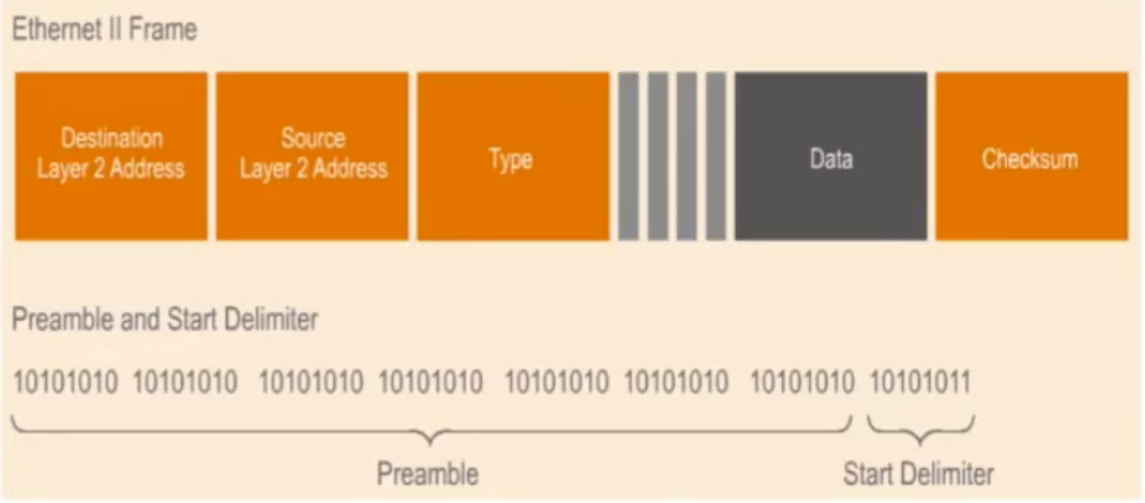 Ethernet II Frame
Destination
Layer 2 Address
Source
Layer 2 Address
Type
Data
Checksum
Preamble and Start Delimiter
10101010 10101010 10101010 10101010 10101010 10101010 10101010 10101011
Preamble
Start Delimiter